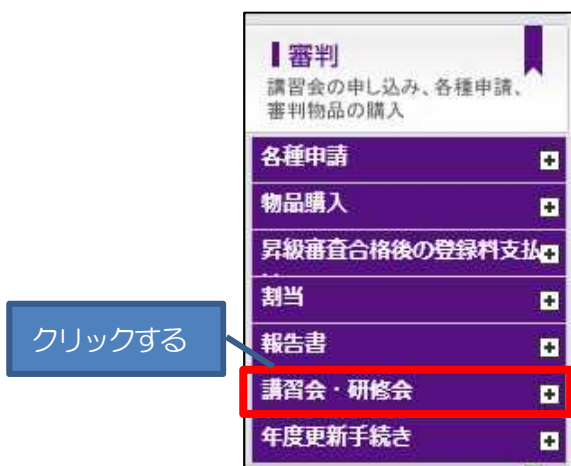 審判
講習会の申し込み、各種申請、
審判物品の購入
各種申請
物品購入
昇級審査合格後の登録料支払
割当
クリックする
報告書
講習会・研修会
年度更新手続き